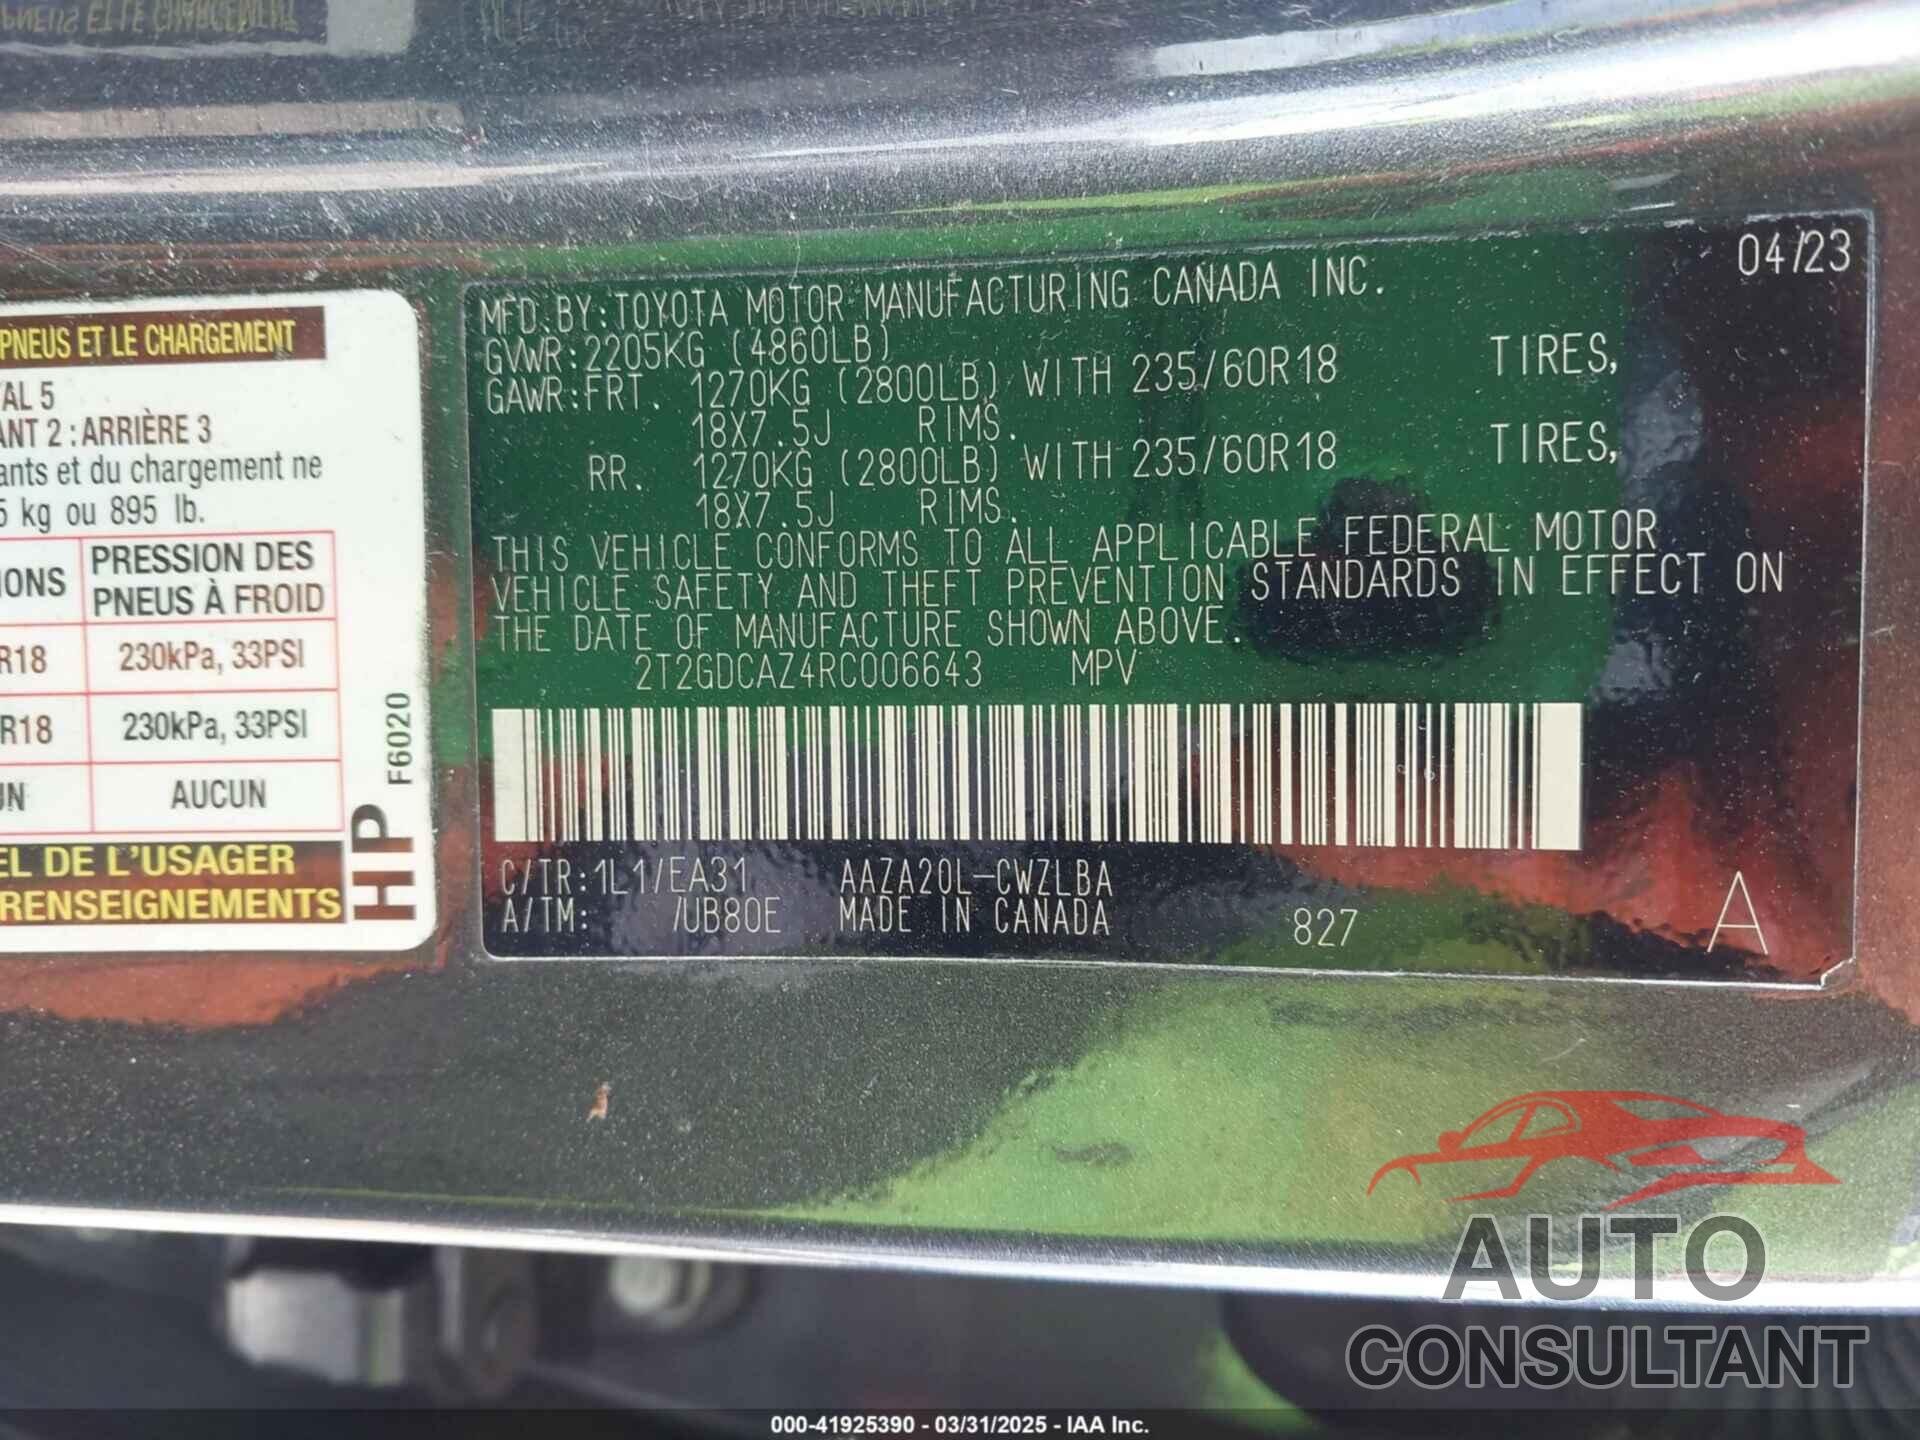 PNEUS ET LE CHARGEMENT
AL 5
ANT 2 : ARRIÈRE 3
ants et du chargement ne
5 kg ou 895 lb.
IONS
PRESSION DES
PNEUS À FROID
R18
230kPa, 33PSI
R18
230kPa, 33PSI
UN
AUCUN
EL DE L'USAGER
RENSEIGNEMENTS
HP
F6020
04/23
MFD.BY:TOYOTA MOTOR MANUFACTURING CANADA INC.
GVWR:2205KG (4860LB)
GAWR:FRT. 1270KG (2800LB) WITH 235/60R18 TIRES,
18X7.5J RIMS.
RR. 1270KG (2800LB) WITH 235/60R18 TIRES,
18X7.5J RIMS.
THIS VEHICLE CONFORMS TO ALL APPLICABLE FEDERAL MOTOR
VEHICLE SAFETY AND THEFT PREVENTION STANDARDS IN EFFECT ON
THE DATE OF MANUFACTURE SHOWN ABOVE.
2T2GDCAZ4RC006643 MPV
C/TR:1L1/EA31 AAZA20L-CWZLBA
A/TM: /UB80E MADE IN CANADA 827 A
AUTO
CONSULTANT
000-41925390 - 03/31/2025 - IAA Inc.